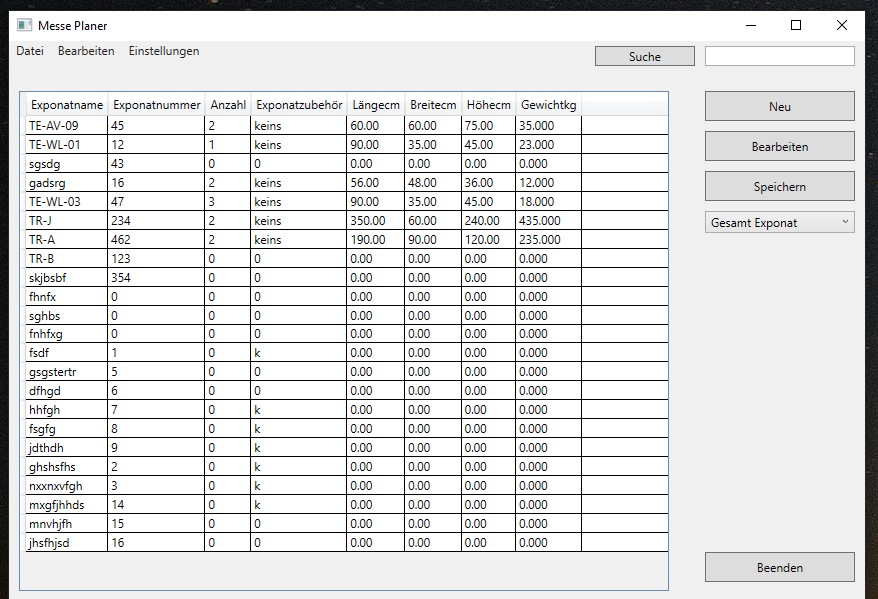 Messe Planer
Datei Bearbeiten Einstellungen
Suche
Exponatname Exponatnummer Anzahl Exponatzubehör Längecm Breitecm Höhecm Gewichtkg
TE-AV-09 45 2 keins 60.00 60.00 75.00 35.000
TE-WL-01 12 1 keins 90.00 35.00 45.00 23.000
sgsdg 43 0 0 0.00 0.00 0.00 0.000
gadsrg 16 2 keins 56.00 48.00 36.00 12.000
TE-WL-03 47 3 keins 90.00 35.00 45.00 18.000
TR-J 234 2 keins 350.00 60.00 240.00 435.000
TR-A 462 2 keins 190.00 90.00 120.00 235.000
TR-B 123 0 0 0.00 0.00 0.00 0.000
skjbsbf 354 0 0 0.00 0.00 0.00 0.000
fhnfx 0 0 0 0.00 0.00 0.00 0.000
sghbs 0 0 0 0.00 0.00 0.00 0.000
fnhfxg 0 0 0 0.00 0.00 0.00 0.000
fsdf 1 0 k 0.00 0.00 0.00 0.000
gsgstertr 5 0 0 0.00 0.00 0.00 0.000
dfhgd 6 0 0 0.00 0.00 0.00 0.000
hhfgh 7 0 k 0.00 0.00 0.00 0.000
fsgfg 8 0 k 0.00 0.00 0.00 0.000
jdthdh 9 0 k 0.00 0.00 0.00 0.000
ghshsfhs 2 0 k 0.00 0.00 0.00 0.000
nxxnxvfgh 3 0 k 0.00 0.00 0.00 0.000
mxgfjhhds 14 0 k 0.00 0.00 0.00 0.000
mnvhjfh 15 0 0 0.00 0.00 0.00 0.000
jhsfhjsd 16 0 0 0.00 0.00 0.00 0.000
Neu
Bearbeiten
Speichern
Gesamt Exponat
Beenden